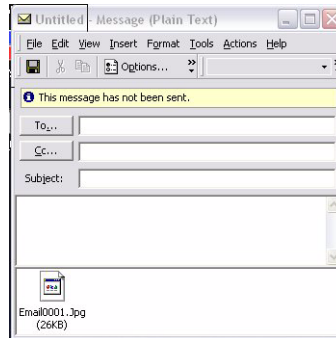 Untitled - Message (Plain Text)
File Edit View Insert Format Tools Actions Help
Options...
This message has not been sent.
To...
Cc...
Subject:
Email0001.Jpg
(26KB)